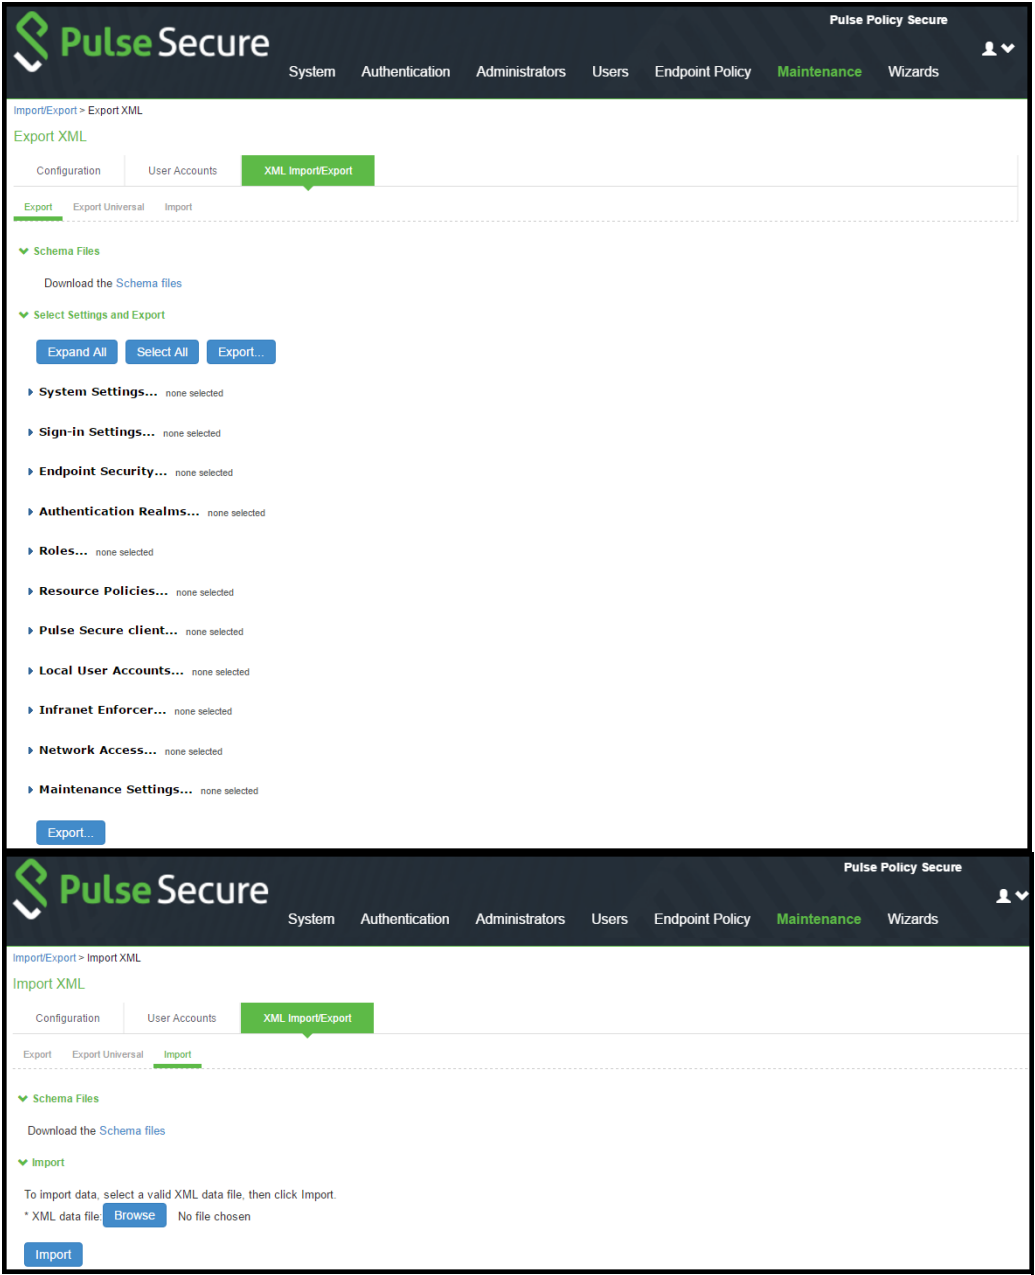 Pulse Policy Secure
Pulse Secure
System Authentication Administrators Users Endpoint Policy Maintenance Wizards
Import/Export > Export XML
Export XML
Configuration User Accounts XML Import/Export
Export Export Universal Import
Schema Files
Download the Schema files
Select Settings and Export
Expand All Select All Export...
System Settings... none selected
Sign-in Settings... none selected
Endpoint Security... none selected
Authentication Realms... none selected
Roles... none selected
Resource Policies... none selected
Pulse Secure client... none selected
Local User Accounts... none selected
Infranet Enforcer... none selected
Network Access... none selected
Maintenance Settings... none selected
Export...
Pulse Policy Secure
Pulse Secure
System Authentication Administrators Users Endpoint Policy Maintenance Wizards
Import/Export > Import XML
Import XML
Configuration User Accounts XML Import/Export
Export Export Universal Import
Schema Files
Download the Schema files
Import
To import data, select a valid XML data file, then click Import.
* XML data file: Browse No file chosen
Import